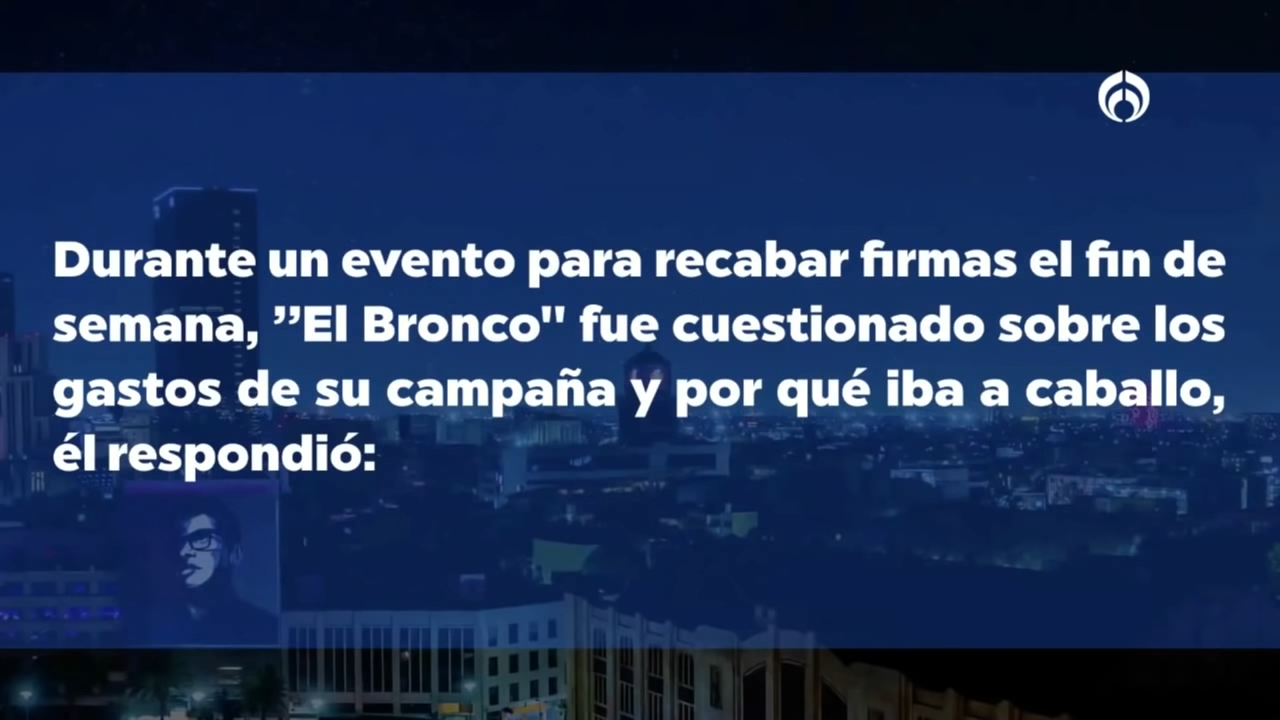 Durante un evento para recabar firmas el fin de
semana, ”El Bronco" fue cuestionado sobre los
gastos de su campaña y por qué iba a caballo,
él respondió: